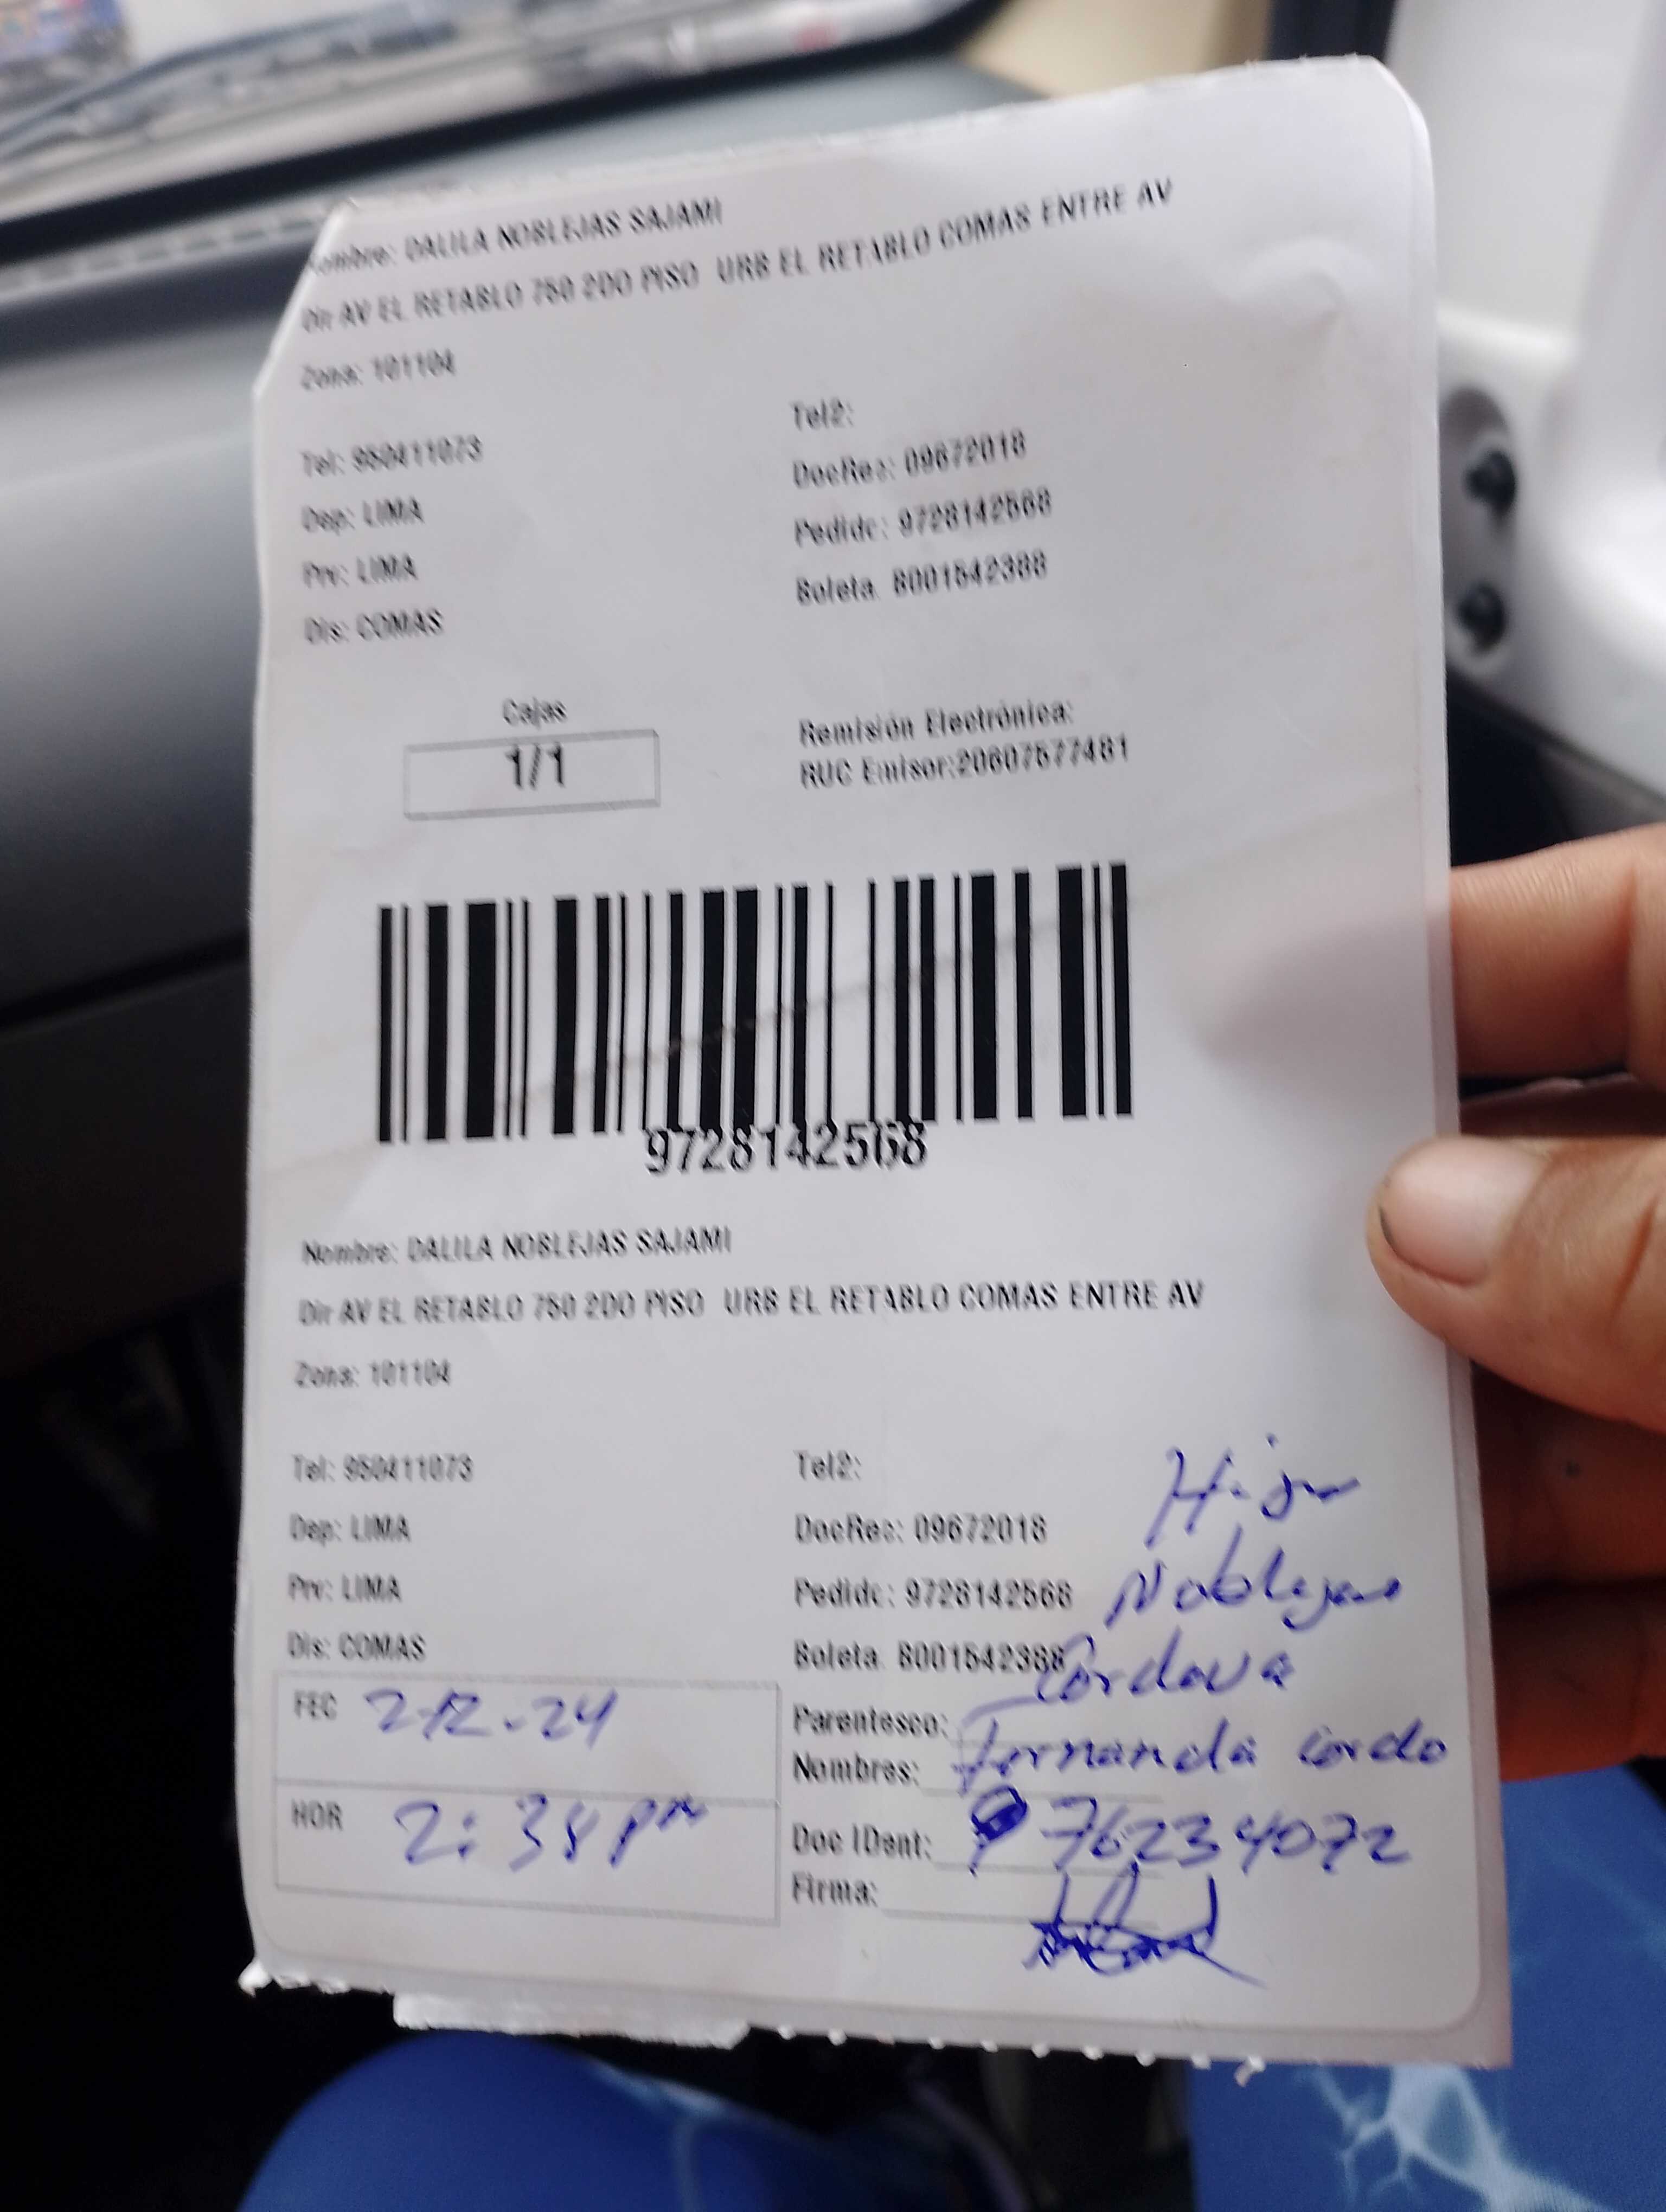 ombre: DALILA NOBLEJAS SAJAMI
Dir AV EL RETABLO 750 2DO PISO URB EL RETABLO COMAS ENTRE AV
Zona: 101104
Tel: 950411073
Tel2:
Dep: LIMA
DocRec: 09672018
Prv: LIMA
Pedido: 9728142568
Dis: COMAS
Boleta. 8001542388
Cajas
1/1
Remisión Electrónica:
RUC Emisor:20607577481
9728142568
Nombre: DALILA NOBLEJAS SAJAMI
Dir AV EL RETABLO 750 2DO PISO URB EL RETABLO COMAS ENTRE AV
Zona: 101104
Tel: 950411073
Tel2:
Dep: LIMA
DocRec: 09672018
Hija
Prv: LIMA
Pedido: 9728142568
Noblejas
Dis: COMAS
Boleta. 8001542388
Cordova
FEC 2-12-24
Parentesco:
Nombres: Fernanda Cordo
HOR 2:38 pm
Doc IDent: 76234072
Firma: